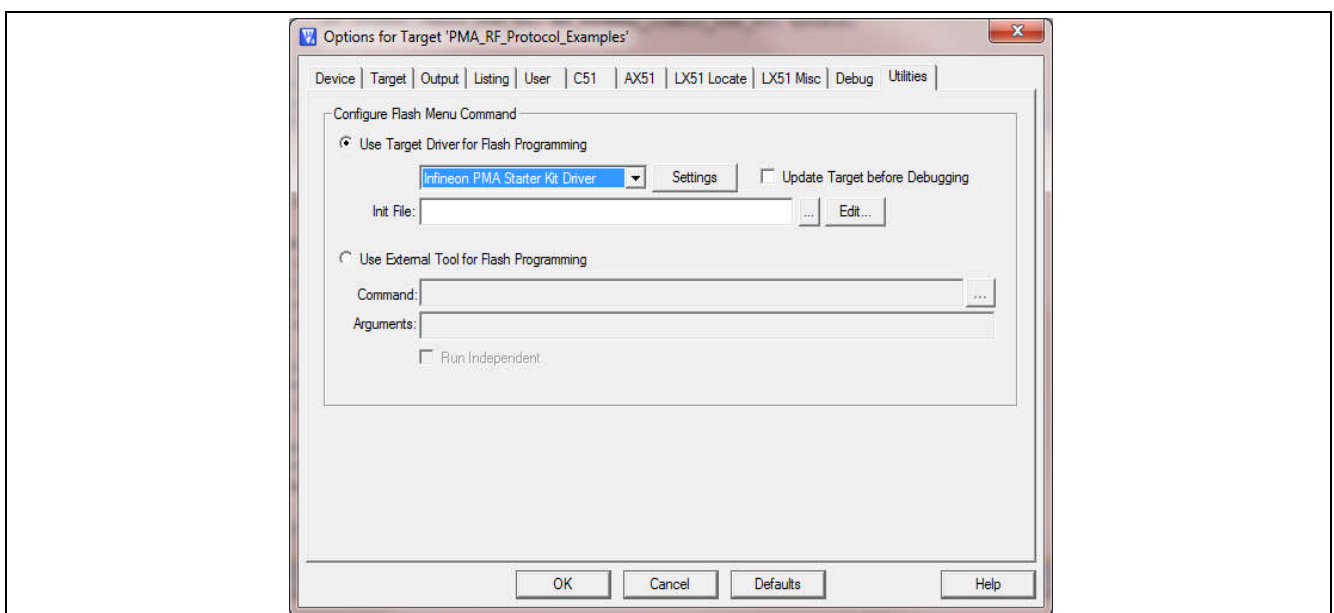 Options for Target 'PMA_RF_Protocol_Examples'
Device Target Output Listing User C51 AX51 LX51 Locate LX51 Misc Debug Utilities
Configure Flash Menu Command
Use Target Driver for Flash Programming
Infineon PMA Starter Kit Driver Settings Update Target before Debugging
Init File: ... Edit...
Use External Tool for Flash Programming
Command: ...
Arguments:
Run Independent
OK Cancel Defaults Help